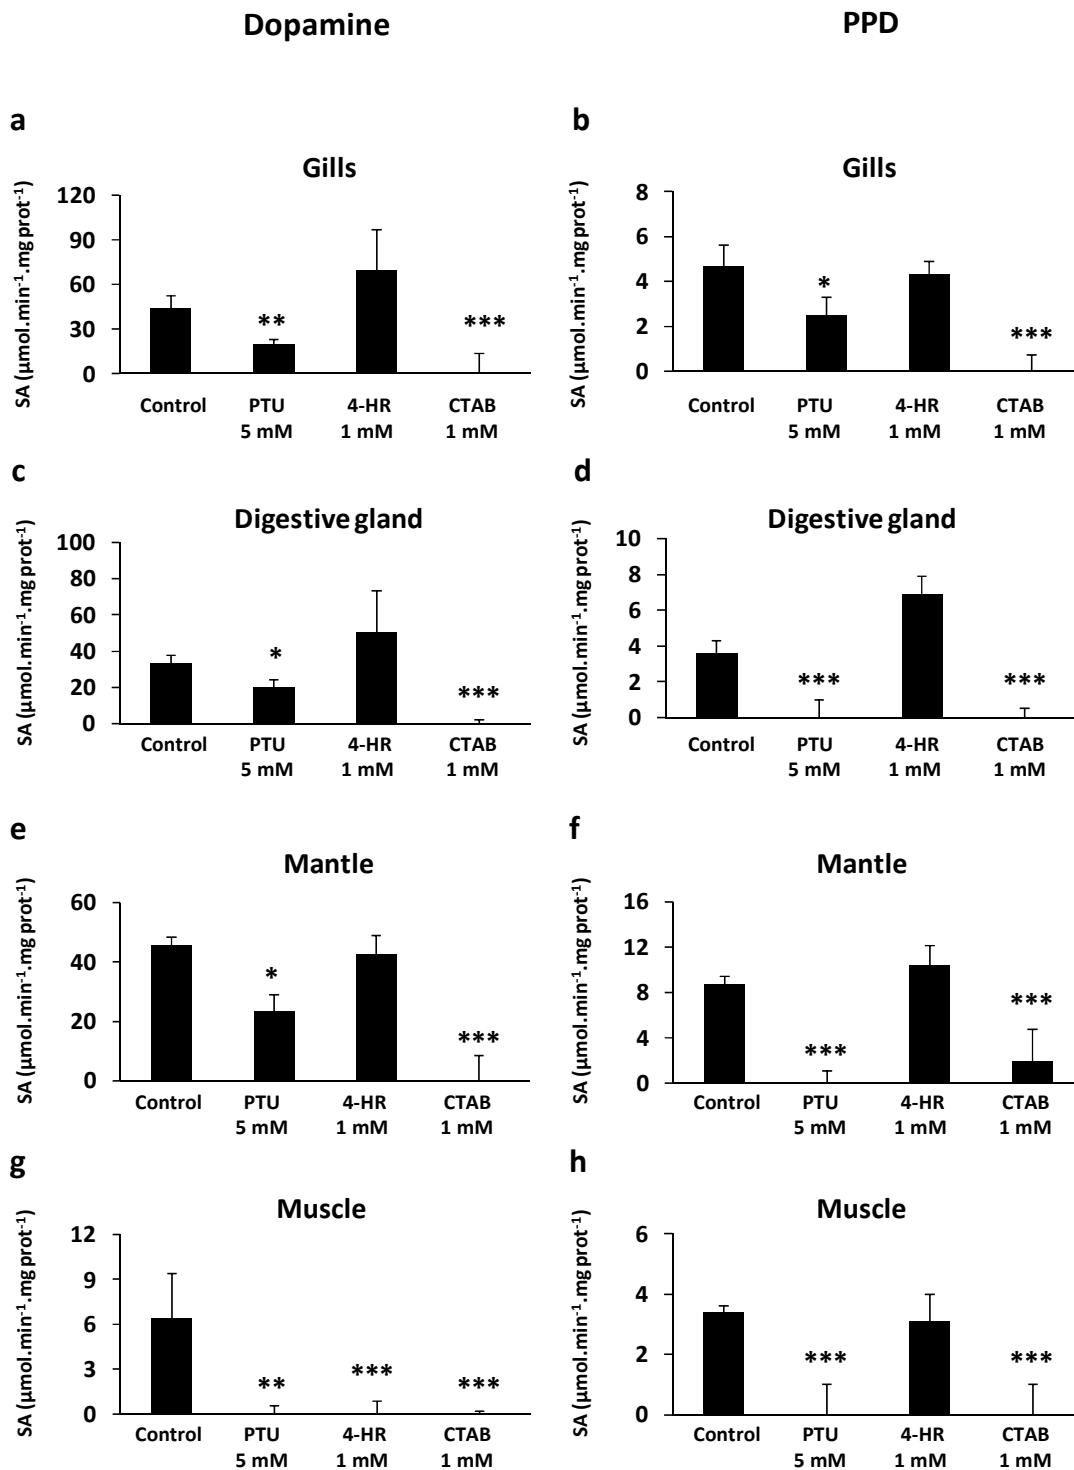 Dopamine
PPD
a
Gills
SA (µmol.min⁻¹.mg prot⁻¹)
120
90
60
30
0
**
***
Control PTU 4-HR CTAB
5 mM 1 mM 1 mM
b
Gills
SA (µmol.min⁻¹.mg prot⁻¹)
8
6
4
2
0
*
***
Control PTU 4-HR CTAB
5 mM 1 mM 1 mM
c
Digestive gland
SA (µmol.min⁻¹.mg prot⁻¹)
100
80
60
40
20
0
*
***
Control PTU 4-HR CTAB
5 mM 1 mM 1 mM
d
Digestive gland
SA (µmol.min⁻¹.mg prot⁻¹)
10
8
6
4
2
0
***
***
Control PTU 4-HR CTAB
5 mM 1 mM 1 mM
e
Mantle
SA (µmol.min⁻¹.mg prot⁻¹)
60
40
20
0
*
***
Control PTU 4-HR CTAB
5 mM 1 mM 1 mM
f
Mantle
SA (µmol.min⁻¹.mg prot⁻¹)
16
12
8
4
0
***
***
Control PTU 4-HR CTAB
5 mM 1 mM 1 mM
g
Muscle
SA (µmol.min⁻¹.mg prot⁻¹)
12
9
6
3
0
**
***
***
Control PTU 4-HR CTAB
5 mM 1 mM 1 mM
h
Muscle
SA (µmol.min⁻¹.mg prot⁻¹)
6
4
2
0
***
***
Control PTU 4-HR CTAB
5 mM 1 mM 1 mM